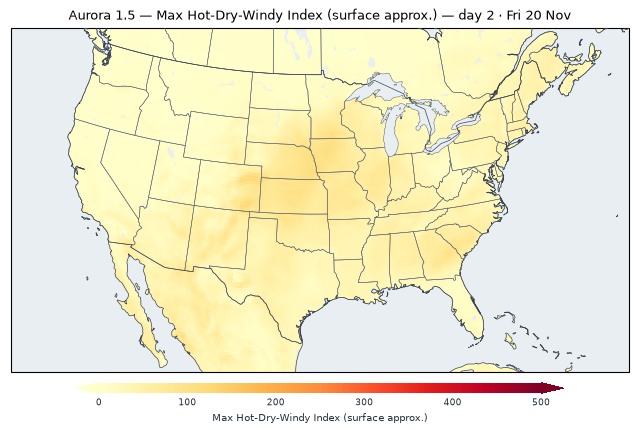 Aurora 1.5 — Max Hot-Dry-Windy Index (surface approx.) — day 2 · Fri 20 Nov
0 100 200 300 400 500
Max Hot-Dry-Windy Index (surface approx.)